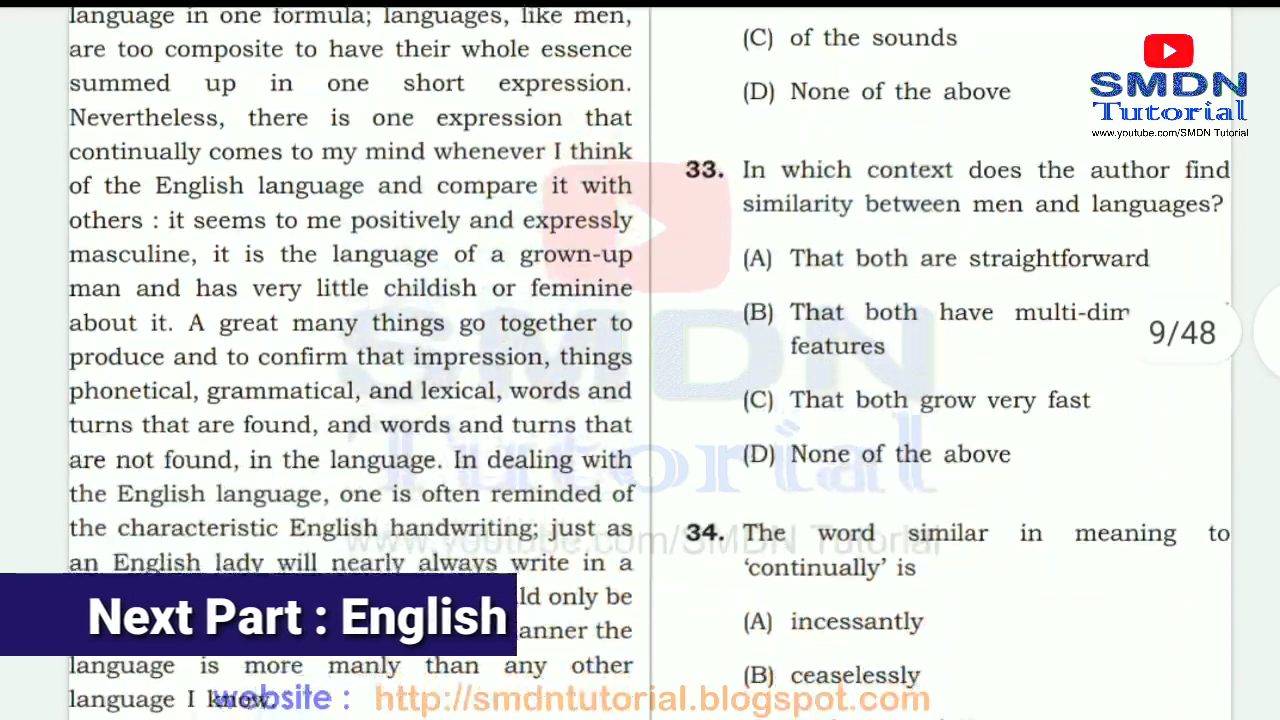 language in one formula; languages, like men,
are too composite to have their whole essence
summed up in one short expression.
Nevertheless, there is one expression that
continually comes to my mind whenever I think
of the English language and compare it with
others : it seems to me positively and expressly
masculine, it is the language of a grown-up
man and has very little childish or feminine
about it. A great many things go together to
produce and to confirm that impression, things
phonetical, grammatical, and lexical, words and
turns that are found, and words and turns that
are not found, in the language. In dealing with
the English language, one is often reminded of
the characteristic English handwriting; just as
an English lady will nearly always write in a
ld only be
anner the
language is more manly than any other
language I know.
Next Part : English
(C) of the sounds
(D) None of the above
33. In which context does the author find
similarity between men and languages?
(A) That both are straightforward
(B) That both have multi-dim
features
(C) That both grow very fast
(D) None of the above
34. The word similar in meaning to
'continually' is
(A) incessantly
(B) ceaselessly
9/48
SMDN
Tutorial
www.youtube.com/SMDN Tutorial
SMDN
Tutorial
www.youtube.com/SMDN Tutorial
website : http://smdntutorial.blogspot.com